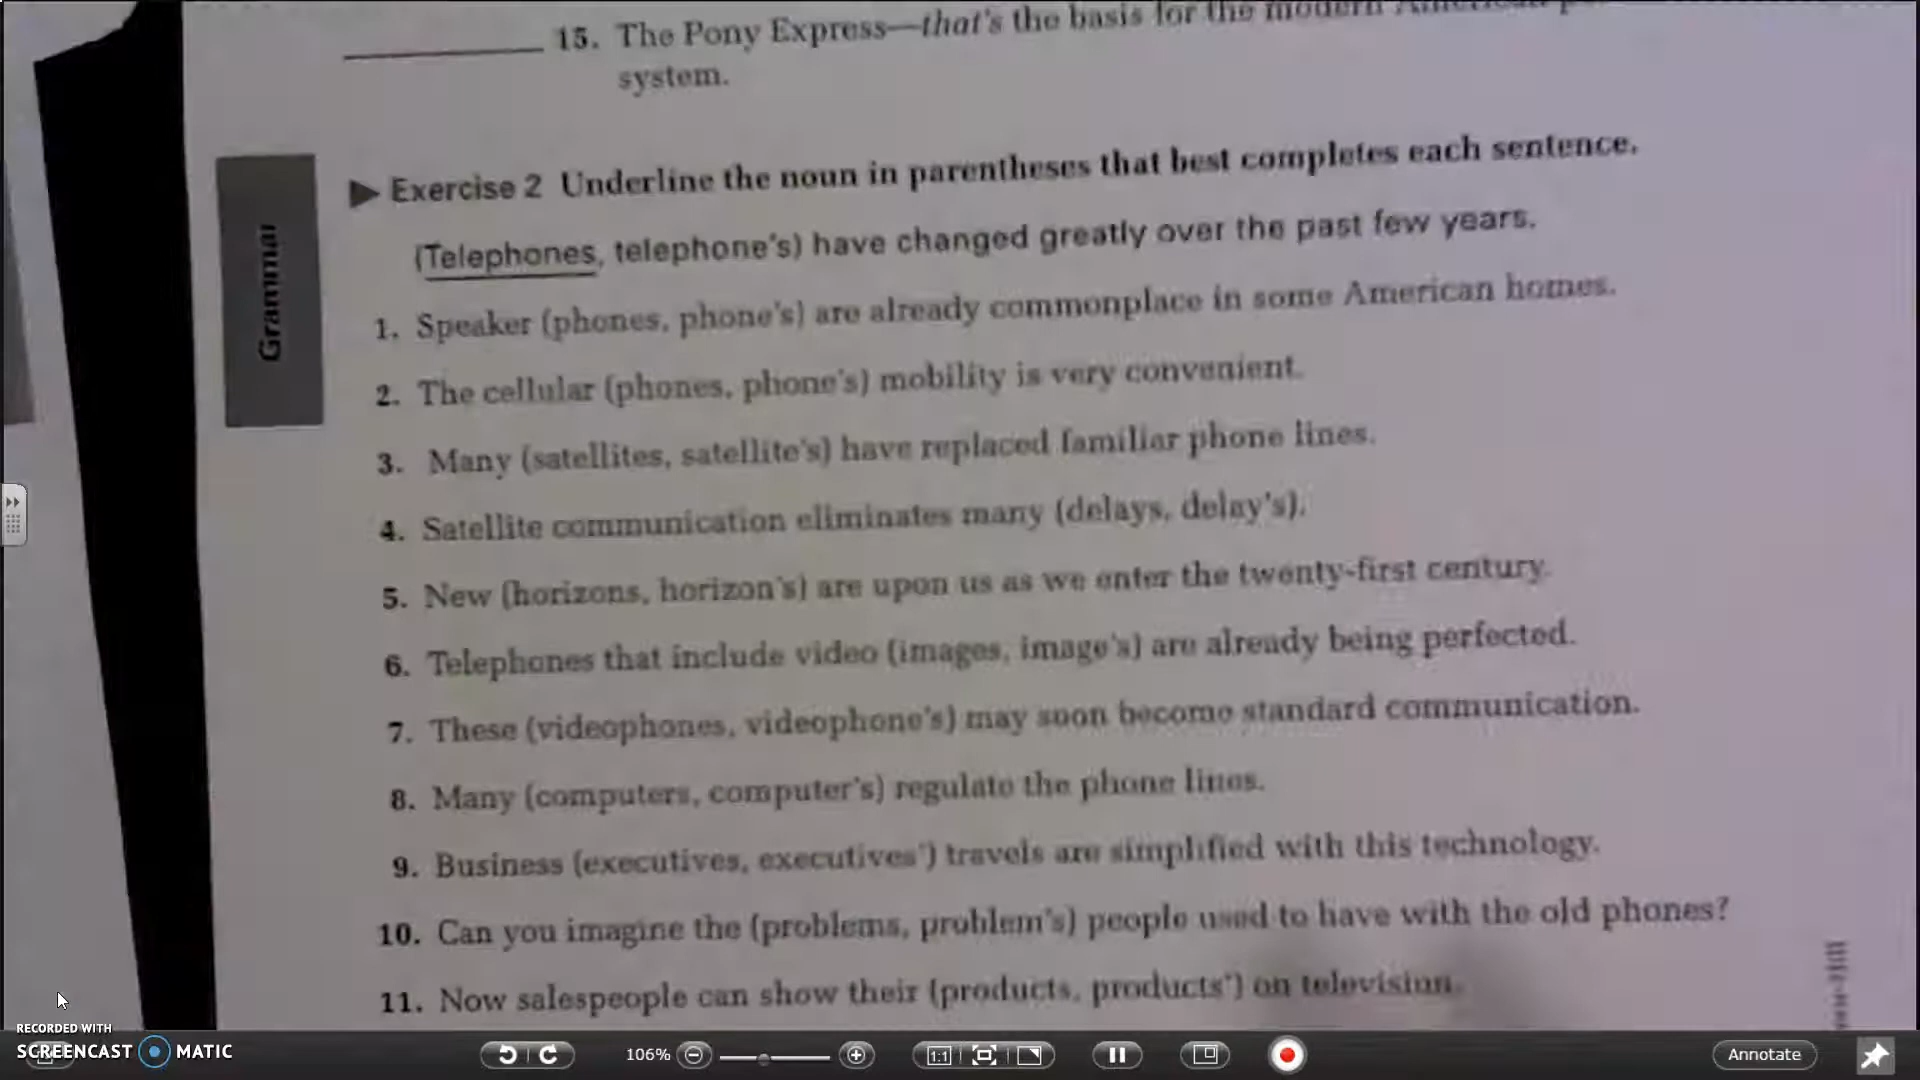 15. The Pony Express—that's the basis for the modern American
system.
Exercise 2 Underline the noun in parentheses that best completes each sentence.
(Telephones, telephone's) have changed greatly over the past few years.
Grammar
1. Speaker (phones, phone's) are already commonplace in some American homes.
2. The cellular (phones, phone's) mobility is very convenient.
3. Many (satellites, satellite's) have replaced familiar phone lines.
4. Satellite communication eliminates many (delays, delay's).
5. New (horizons, horizon's) are upon us as we enter the twenty-first century.
6. Telephones that include video (images, image's) are already being perfected.
7. These (videophones, videophone's) may soon become standard communication.
8. Many (computers, computer's) regulate the phone lines.
9. Business (executives, executives') travels are simplified with this technology.
10. Can you imagine the (problems, problem's) people used to have with the old phones?
11. Now salespeople can show their (products, products') on television.
RECORDED WITH
SCREENCAST MATIC
106%
1:1
Annotate